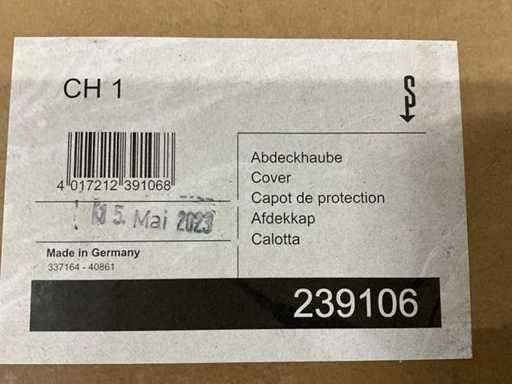 CH 1
4 017212 391068
5. Mai 2023
Abdeckhaube
Cover
Capot de protection
Afdekkap
Calotta
Made in Germany
337164 - 40861
239106